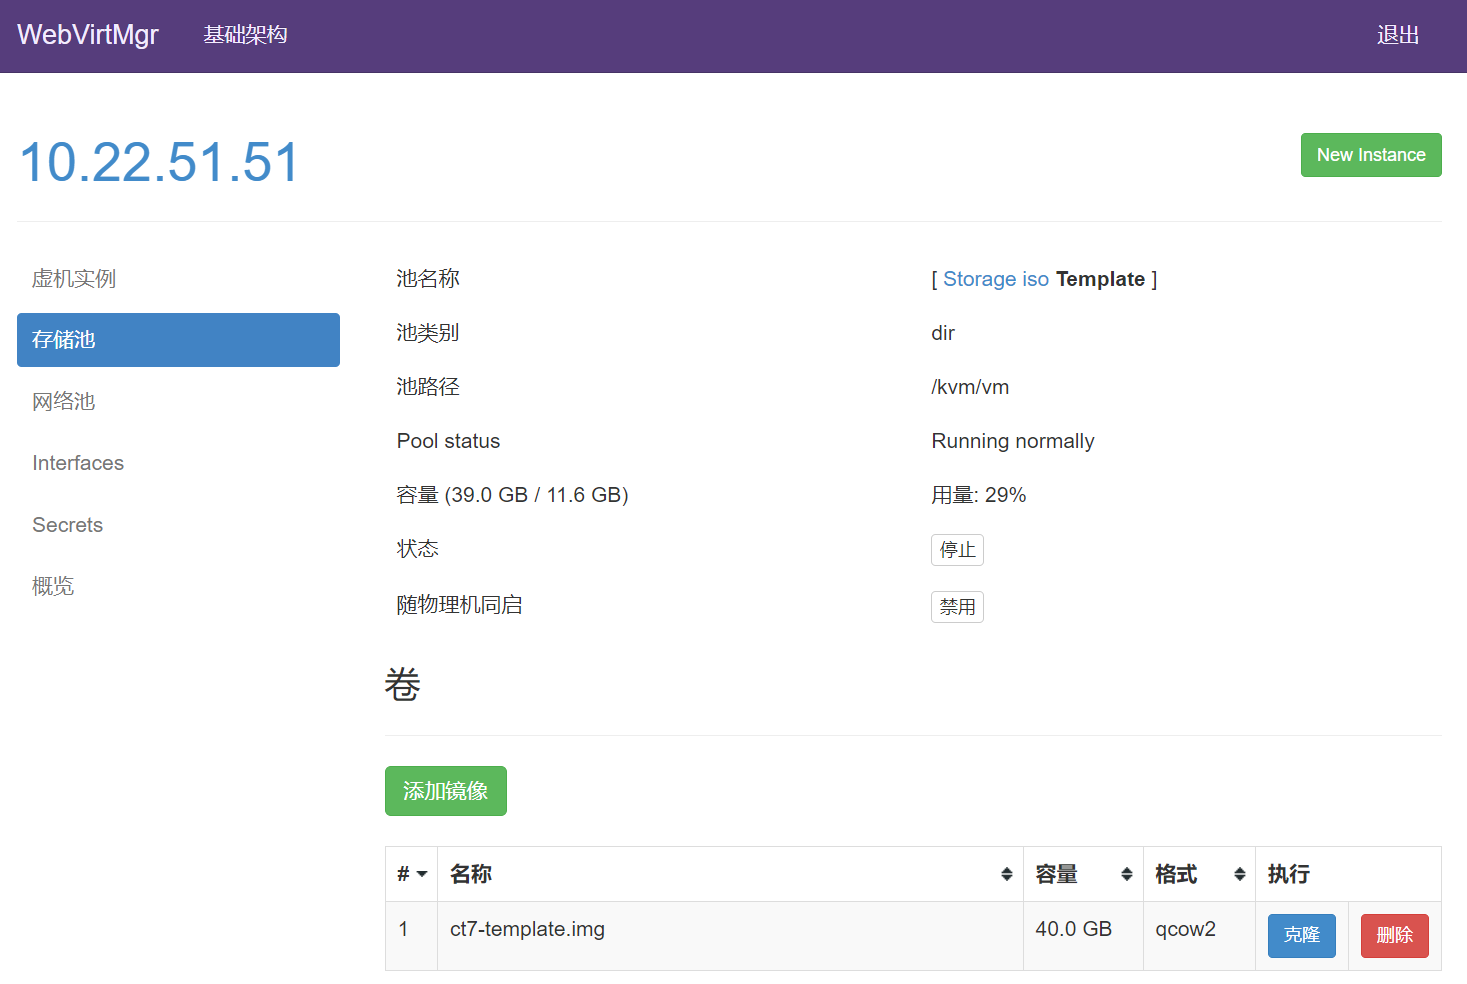 WebVirtMgr 基础架构 退出
10.22.51.51 New Instance
虚机实例
存储池
网络池
Interfaces
Secrets
概览
池名称 [ Storage iso Template ]
池类别 dir
池路径 /kvm/vm
Pool status Running normally
容量 (39.0 GB / 11.6 GB) 用量: 29%
状态 停止
随物理机同启 禁用
卷
添加镜像
# 名称 容量 格式 执行
1 ct7-template.img 40.0 GB qcow2 克隆 删除